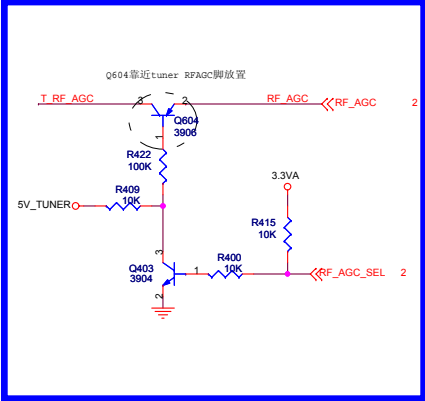 Q604靠近tuner RFAGC脚放置
T_RF_AGC
3
2
RF_AGC
RF_AGC
2
Q604
3906
1
R422
100K
3.3VA
R409
10K
5V_TUNER
R415
10K
3
Q403
3904
1
R400
10K
RF_AGC_SEL
2
2